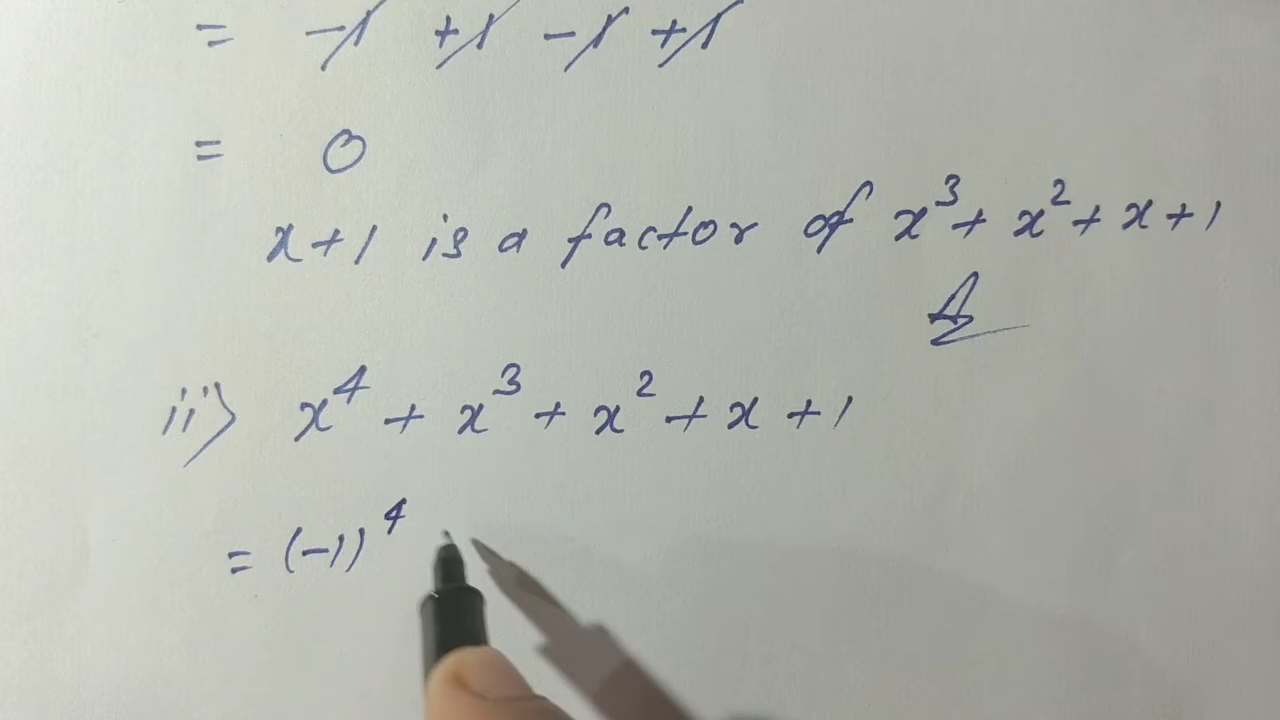 = -1 +1 -1 +1
= 0
x+1 is a factor of x³+ x²+ x+1
ii) x⁴ + x³ + x² + x +1
= (-1)⁴